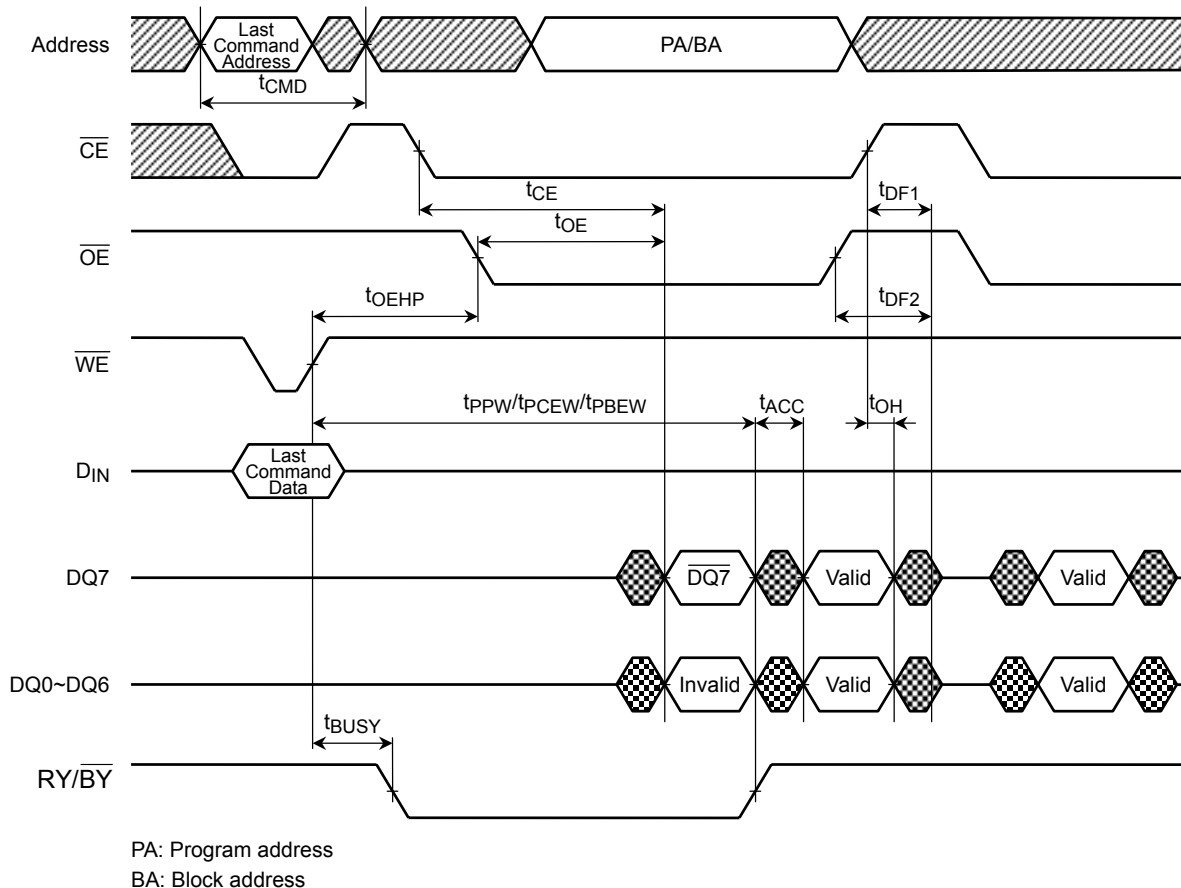 Address
Last
Command
Address
PA/BA
tCMD
CE
tCE
tDF1
OE
tOE
tOEHP
tDF2
WE
tPPW/tPCEW/tPBEW
tACC
tOH
DIN
Last
Command
Data
DQ7
DQ7
Valid
Valid
DQ0~DQ6
Invalid
Valid
Valid
tBUSY
RY/BY
PA: Program address
BA: Block address